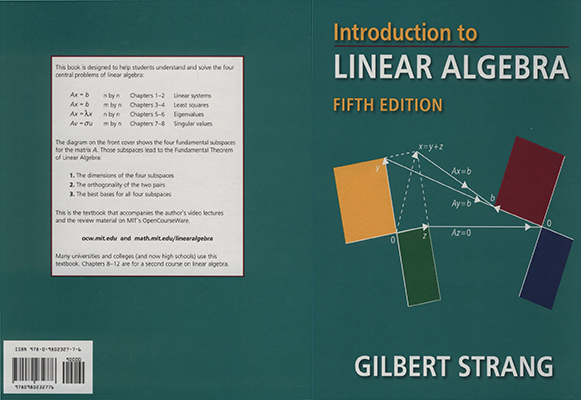 This book is designed to help students understand and solve the four
central problems of linear algebra:
Ax = b n by n Chapters 1–2 Linear systems
Ax = b m by n Chapters 3–4 Least squares
Ax = λx n by n Chapters 5–6 Eigenvalues
Av = σu m by n Chapters 7–8 Singular values
The diagram on the front cover shows the four fundamental subspaces
for the matrix A. Those subspaces lead to the Fundamental Theorem
of Linear Algebra:
1. The dimensions of the four subspaces
2. The orthogonality of the two pairs
3. The best bases for all four subspaces
This is the textbook that accompanies the author's video lectures
and the review material on MIT's OpenCourseWare.
ocw.mit.edu and math.mit.edu/linearalgebra
Many universities and colleges (and now high schools) use this
textbook. Chapters 8–12 are for a second course on linear algebra.
ISBN 978-0-9802327-7-6
90000
9780980232776
Introduction to
LINEAR ALGEBRA
FIFTH EDITION
x=y+z
y
Ax=b
Ay=b
b
0
z
Az=0
0
GILBERT STRANG